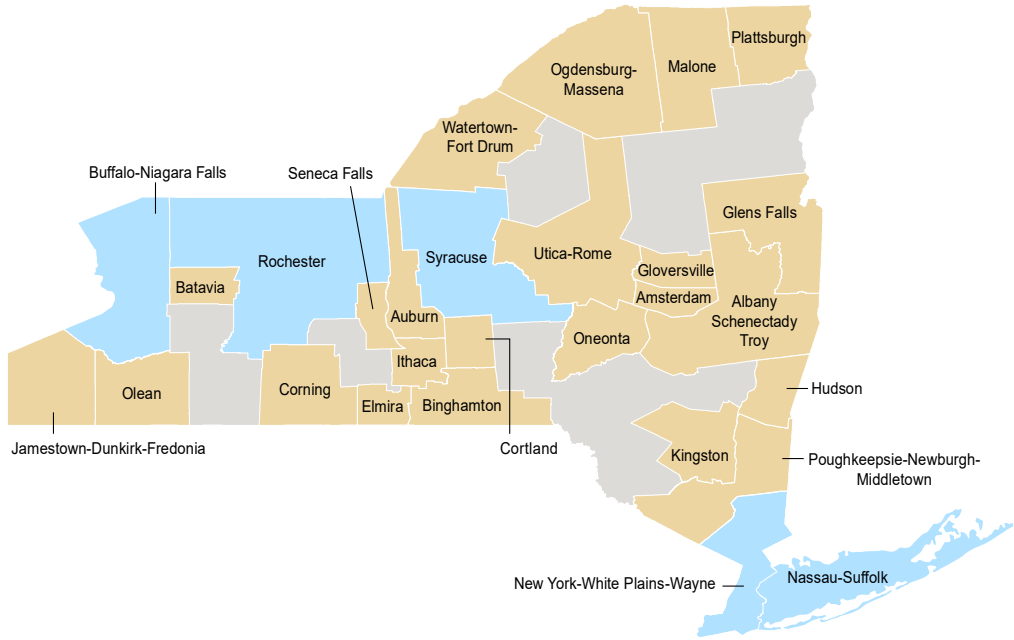 Plattsburgh
Ogdensburg-
Massena
Malone
Watertown-
Fort Drum
Buffalo-Niagara Falls
Seneca Falls
Glens Falls
Rochester
Syracuse
Utica-Rome
Gloversville
Batavia
Amsterdam
Albany
Schenectady
Troy
Auburn
Oneonta
Ithaca
Olean
Corning
Hudson
Elmira
Binghamton
Jamestown-Dunkirk-Fredonia
Cortland
Kingston
Poughkeepsie-Newburgh-
Middletown
New York-White Plains-Wayne
Nassau-Suffolk